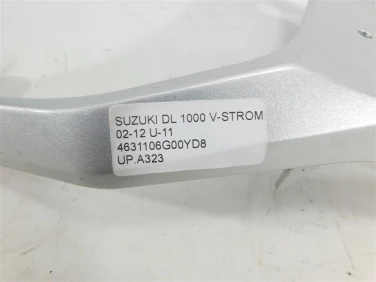 SUZUKI DL 1000 V-STROM
02-12 U-11
4631106G00YD8
UP.A323